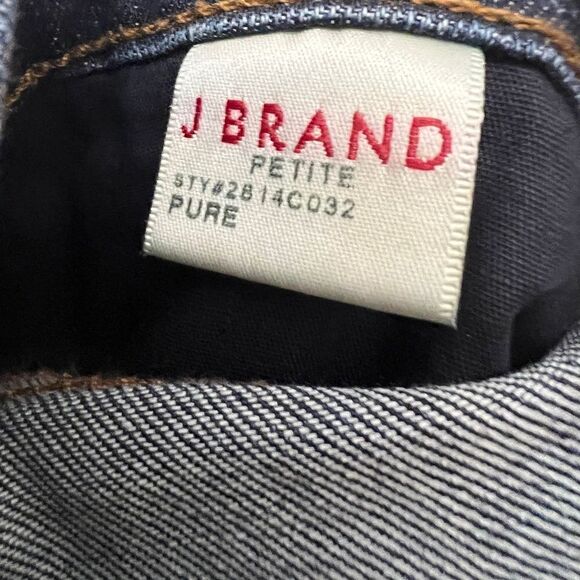 J BRAND
PETITE
STY#2814C032
PURE